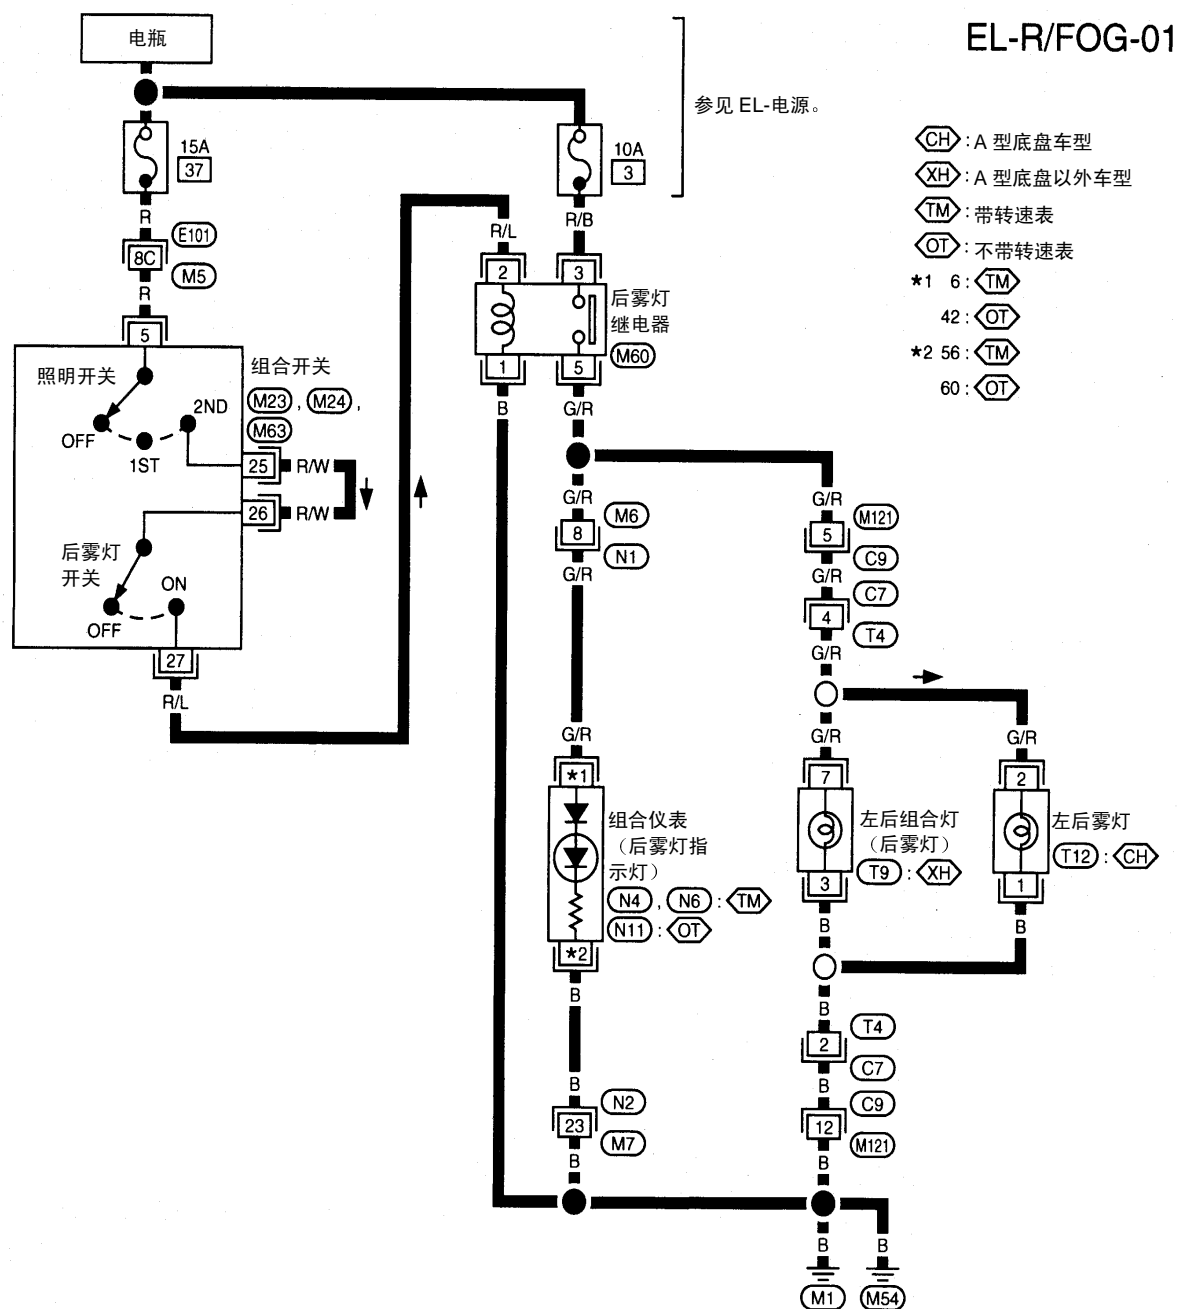 EL-R/FOG-01
电瓶
参见 EL-电源。
15A
37
10A
3
CH : A 型底盘车型
XH : A 型底盘以外车型
TM : 带转速表
OT : 不带转速表
★1 6 : TM
42 : OT
★2 56 : TM
60 : OT
R
E101
8C
M5
R
5
R/L
R/B
2
3
后雾灯
继电器
M60
1
5
B
G/R
照明开关
OFF
1ST
2ND
组合开关
M23 , M24 ,
M63
25
R/W
26
R/W
后雾灯
开关
ON
OFF
27
R/L
G/R
8
M6
N1
G/R
G/R
5
M121
C9
G/R
C7
4
T4
G/R
G/R
G/R
G/R
★1
7
2
组合仪表
（后雾灯指
示灯）
N4 , N6 : TM
N11 : OT
左后组合灯
（后雾灯）
T9 : XH
左后雾灯
T12 : CH
★2
3
1
B
B
B
B
T4
2
C7
B
B
N2
23
M7
C9
12
M121
B
B
B
B
M1
M54